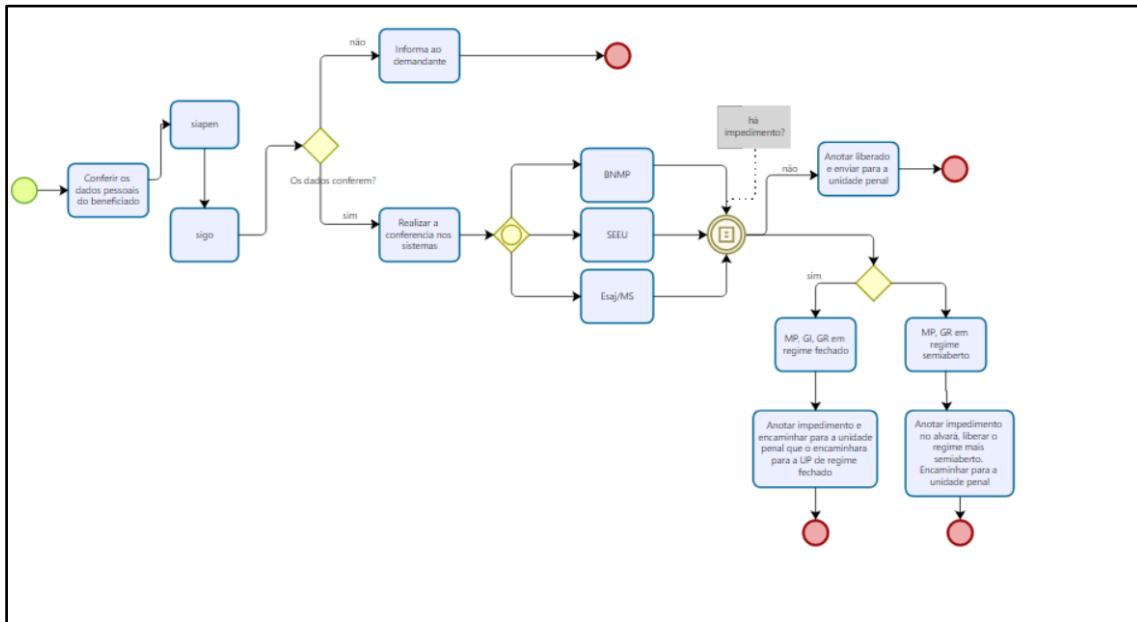 não
Informa ao
demandante
siapen
há
impedimento?
Conferir os
dados pessoais
do beneficiado
Os dados conferem?
BNMP
não
Anotar liberado
e enviar para a
unidade penal
sigo
sim
Realizar a
conferencia nos
sistemas
SEEU
Esaj/MS
sim
MP, GI, GR em
regime fechado
MP, GR em
regime
semiaberto
Anotar impedimento e
encaminhar para a unidade
penal que o encaminhara
para a UP de regime
fechado
Anotar impedimento
no alvará, liberar o
regime mais
semiaberto.
Encaminhar para a
unidade penal